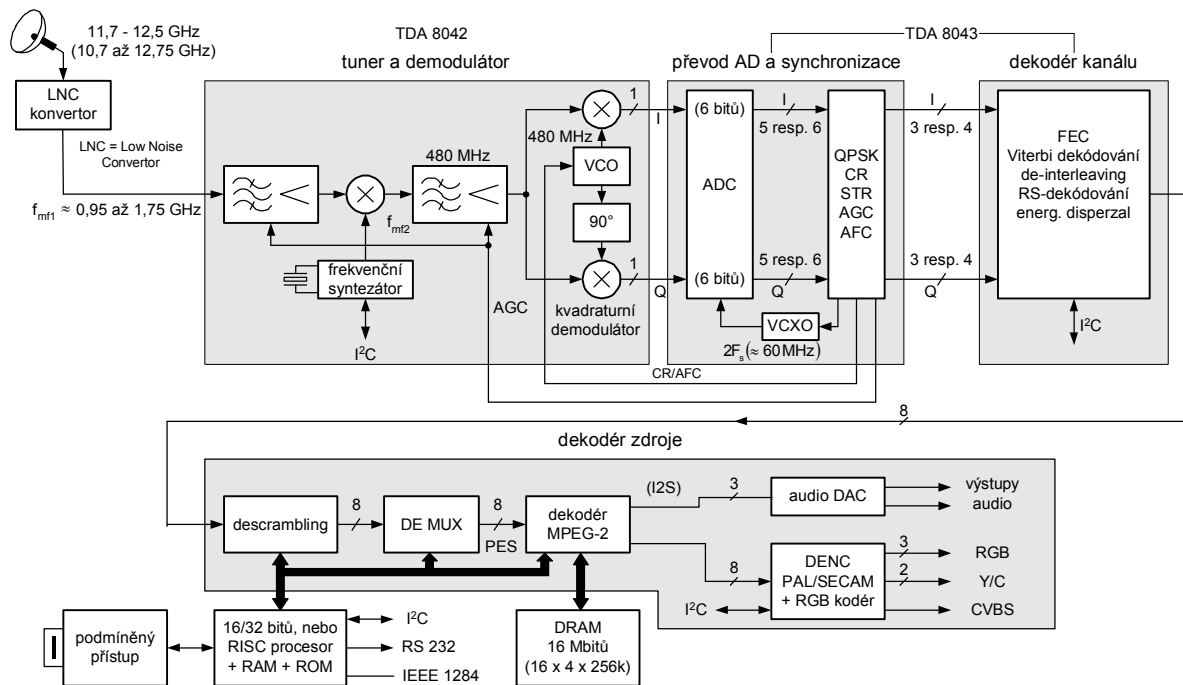 11,7 - 12,5 GHz
(10,7 až 12,75 GHz)
LNC
konvertor
LNC = Low Noise
Convertor
f_mf1 ≈ 0,95 až 1,75 GHz
TDA 8042
tuner a demodulátor
480 MHz
f_mf2
frekvenční
syntezátor
I²C
AGC
480 MHz
VCO
90°
1
I
1
Q
kvadraturní
demodulátor
TDA 8043
převod AD a synchronizace
(6 bitů)
ADC
(6 bitů)
I
5 resp. 6
5 resp. 6
Q
QPSK
CR
STR
AGC
AFC
VCXO
2F_s (≈ 60 MHz)
CR/AFC
I
3 resp. 4
3 resp. 4
Q
dekodér kanálu
FEC
Viterbi dekódování
de-interleaving
RS-dekódování
energ. disperzal
I²C
8
dekodér zdroje
descrambling
8
DE MUX
8
PES
dekodér
MPEG-2
(I2S)
3
audio DAC
výstupy
audio
8
DENC
PAL/SECAM
+ RGB kodér
I²C
3
RGB
2
Y/C
CVBS
podmíněný
přístup
16/32 bitů, nebo
RISC procesor
+ RAM + ROM
I²C
RS 232
IEEE 1284
DRAM
16 Mbitů
(16 x 4 x 256k)